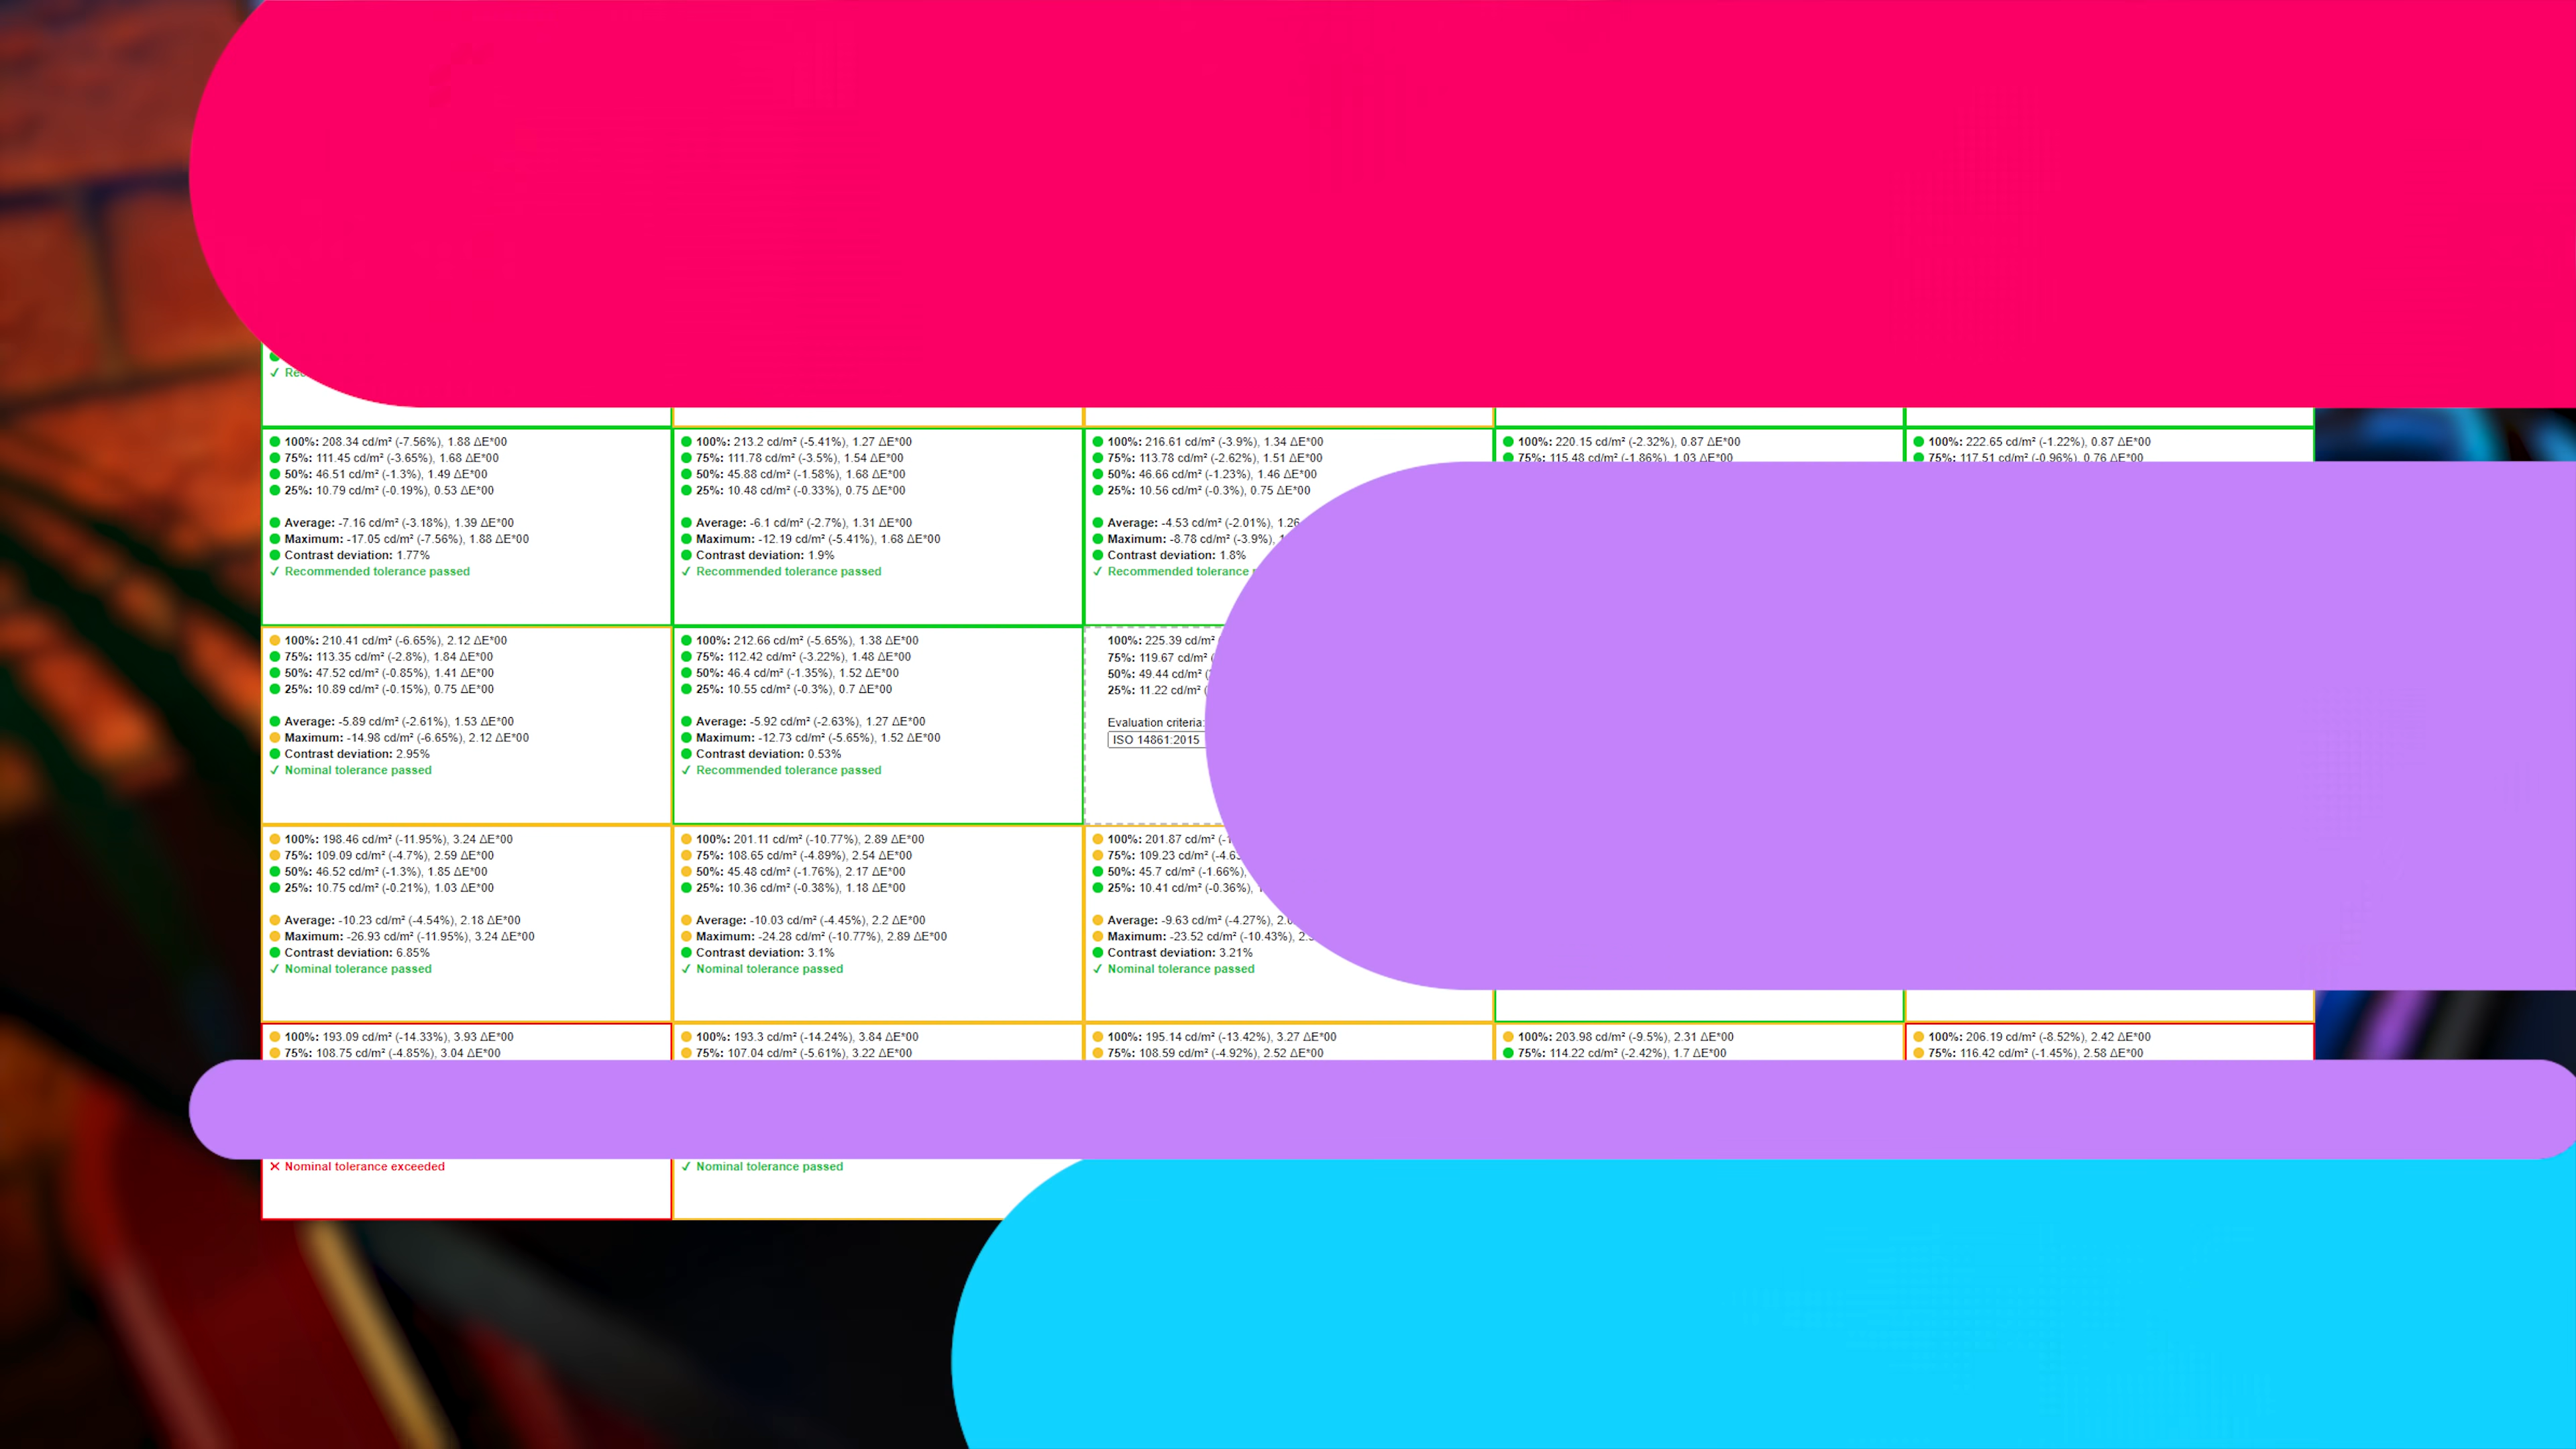 ✓
100%: 208.34 cd/m² (-7.56%), 1.88 ΔE*00
75%: 111.45 cd/m² (-3.65%), 1.68 ΔE*00
50%: 46.51 cd/m² (-1.3%), 1.49 ΔE*00
25%: 10.79 cd/m² (-0.19%), 0.53 ΔE*00
Average: -7.16 cd/m² (-3.18%), 1.39 ΔE*00
Maximum: -17.05 cd/m² (-7.56%), 1.88 ΔE*00
Contrast deviation: 1.77%
✓ Recommended tolerance passed
100%: 213.2 cd/m² (-5.41%), 1.27 ΔE*00
75%: 111.78 cd/m² (-3.5%), 1.54 ΔE*00
50%: 45.88 cd/m² (-1.58%), 1.68 ΔE*00
25%: 10.48 cd/m² (-0.33%), 0.75 ΔE*00
Average: -6.1 cd/m² (-2.7%), 1.31 ΔE*00
Maximum: -12.19 cd/m² (-5.41%), 1.68 ΔE*00
Contrast deviation: 1.9%
✓ Recommended tolerance passed
100%: 216.61 cd/m² (-3.9%), 1.34 ΔE*00
75%: 113.78 cd/m² (-2.62%), 1.51 ΔE*00
50%: 46.66 cd/m² (-1.23%), 1.46 ΔE*00
25%: 10.56 cd/m² (-0.3%), 0.75 ΔE*00
Average: -4.53 cd/m² (-2.01%), 1.26
Maximum: -8.78 cd/m² (-3.9%),
Contrast deviation: 1.8%
✓ Recommended tolerance
100%: 220.15 cd/m² (-2.32%), 0.87 ΔE*00
75%: 115.48 cd/m² (-1.86%), 1.03 ΔE*00
100%: 222.65 cd/m² (-1.22%), 0.87 ΔE*00
75%: 117.51 cd/m² (-0.96%), 0.76 ΔE*00
100%: 210.41 cd/m² (-6.65%), 2.12 ΔE*00
75%: 113.35 cd/m² (-2.8%), 1.84 ΔE*00
50%: 47.52 cd/m² (-0.85%), 1.41 ΔE*00
25%: 10.89 cd/m² (-0.15%), 0.75 ΔE*00
Average: -5.89 cd/m² (-2.61%), 1.53 ΔE*00
Maximum: -14.98 cd/m² (-6.65%), 2.12 ΔE*00
Contrast deviation: 2.95%
✓ Nominal tolerance passed
100%: 212.66 cd/m² (-5.65%), 1.38 ΔE*00
75%: 112.42 cd/m² (-3.22%), 1.48 ΔE*00
50%: 46.4 cd/m² (-1.35%), 1.52 ΔE*00
25%: 10.55 cd/m² (-0.3%), 0.7 ΔE*00
Average: -5.92 cd/m² (-2.63%), 1.27 ΔE*00
Maximum: -12.73 cd/m² (-5.65%), 1.52 ΔE*00
Contrast deviation: 0.53%
✓ Recommended tolerance passed
100%: 225.39 cd/m²
75%: 119.67 cd/m²
50%: 49.44 cd/m²
25%: 11.22 cd/m²
Evaluation criteria:
ISO 14861:2015
100%: 198.46 cd/m² (-11.95%), 3.24 ΔE*00
75%: 109.09 cd/m² (-4.7%), 2.59 ΔE*00
50%: 46.52 cd/m² (-1.3%), 1.85 ΔE*00
25%: 10.75 cd/m² (-0.21%), 1.03 ΔE*00
Average: -10.23 cd/m² (-4.54%), 2.18 ΔE*00
Maximum: -26.93 cd/m² (-11.95%), 3.24 ΔE*00
Contrast deviation: 6.85%
✓ Nominal tolerance passed
100%: 201.11 cd/m² (-10.77%), 2.89 ΔE*00
75%: 108.65 cd/m² (-4.89%), 2.54 ΔE*00
50%: 45.48 cd/m² (-1.76%), 2.17 ΔE*00
25%: 10.36 cd/m² (-0.38%), 1.18 ΔE*00
Average: -10.03 cd/m² (-4.45%), 2.2 ΔE*00
Maximum: -24.28 cd/m² (-10.77%), 2.89 ΔE*00
Contrast deviation: 3.1%
✓ Nominal tolerance passed
100%: 201.87 cd/m²
75%: 109.23 cd/m²
50%: 45.7 cd/m² (-1.66%),
25%: 10.41 cd/m² (-0.36%),
Average: -9.63 cd/m² (-4.27%),
Maximum: -23.52 cd/m² (-10.43%),
Contrast deviation: 3.21%
✓ Nominal tolerance passed
100%: 193.09 cd/m² (-14.33%), 3.93 ΔE*00
75%: 108.75 cd/m² (-4.85%), 3.04 ΔE*00
✕ Nominal tolerance exceeded
100%: 193.3 cd/m² (-14.24%), 3.84 ΔE*00
75%: 107.04 cd/m² (-5.61%), 3.22 ΔE*00
✓ Nominal tolerance passed
100%: 195.14 cd/m² (-13.42%), 3.27 ΔE*00
75%: 108.59 cd/m² (-4.92%), 2.52 ΔE*00
100%: 203.98 cd/m² (-9.5%), 2.31 ΔE*00
75%: 114.22 cd/m² (-2.42%), 1.7 ΔE*00
100%: 206.19 cd/m² (-8.52%), 2.42 ΔE*00
75%: 116.42 cd/m² (-1.45%), 2.58 ΔE*00